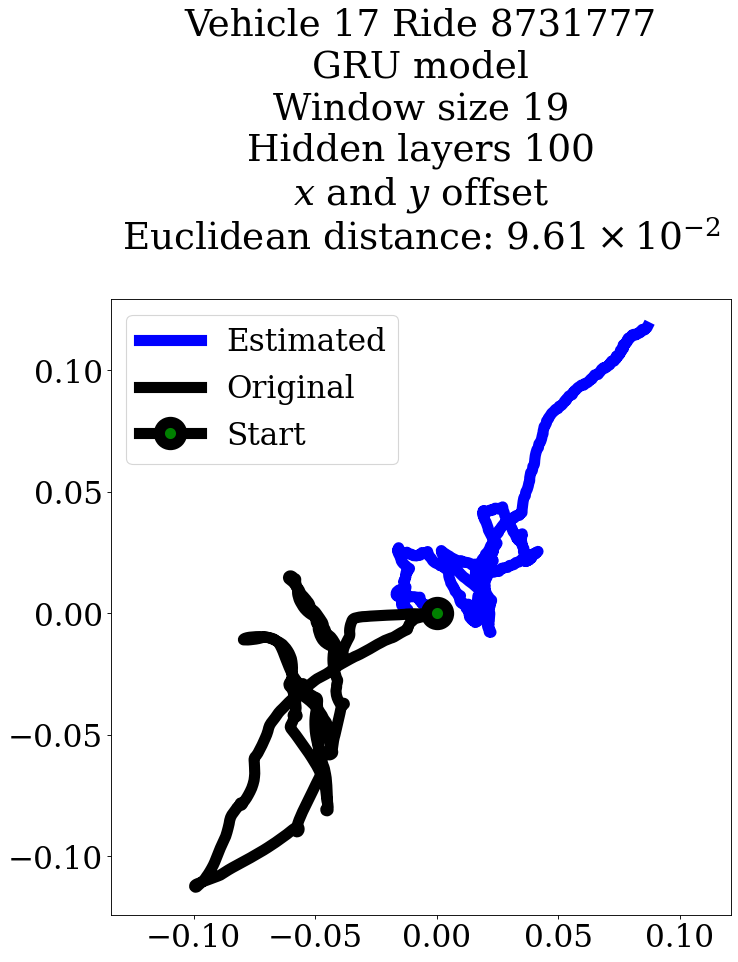 Vehicle 17 Ride 8731777
GRU model
Window size 19
Hidden layers 100
x and y offset
Euclidean distance: 9.61 × 10⁻²
Estimated
Original
Start
0.10
0.05
0.00
−0.05
−0.10
−0.10 −0.05 0.00 0.05 0.10